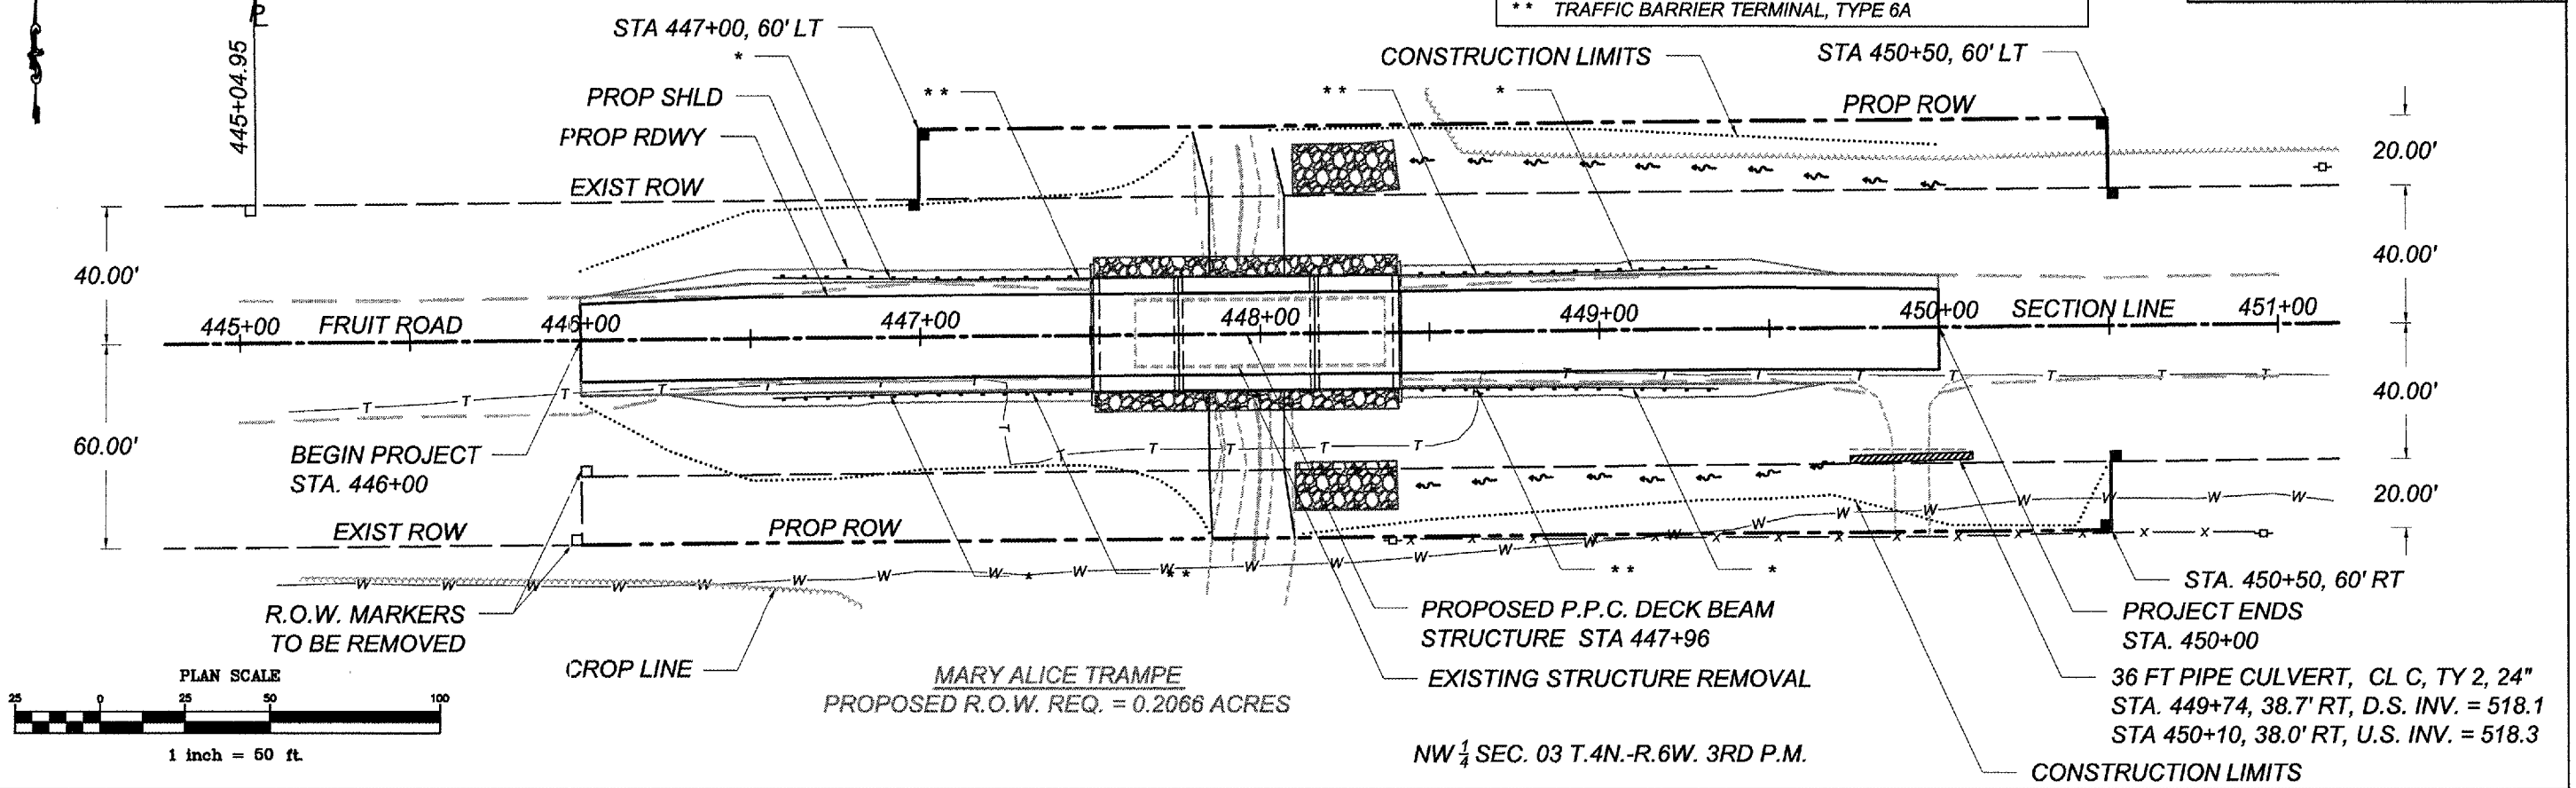 ** TRAFFIC BARRIER TERMINAL, TYPE 6A
PL
445+04.95
STA 447+00, 60' LT
*
PROP SHLD
**
PROP RDWY
EXIST ROW
CONSTRUCTION LIMITS
STA 450+50, 60' LT
**
*
PROP ROW
20.00'
40.00'
40.00'
445+00
FRUIT ROAD
446+00
447+00
448+00
449+00
450+00
SECTION LINE
451+00
T T T T T T T T T T T
T T T T T
40.00'
60.00'
BEGIN PROJECT
STA. 446+00
20.00'
EXIST ROW
PROP ROW
W W W W W W W W W W W W W W W W W W W W
X X X X X X X X X X X
*
**
**
*
R.O.W. MARKERS
TO BE REMOVED
CROP LINE
PROPOSED P.P.C. DECK BEAM
STRUCTURE STA 447+96
EXISTING STRUCTURE REMOVAL
STA. 450+50, 60' RT
PROJECT ENDS
STA. 450+00
36 FT PIPE CULVERT, CL C, TY 2, 24"
STA. 449+74, 38.7' RT, D.S. INV. = 518.1
STA 450+10, 38.0' RT, U.S. INV. = 518.3
CONSTRUCTION LIMITS
MARY ALICE TRAMPE
PROPOSED R.O.W. REQ. = 0.2066 ACRES
NW 1/4 SEC. 03 T.4N.-R.6W. 3RD P.M.
PLAN SCALE
25 0 25 50 100
1 inch = 50 ft.